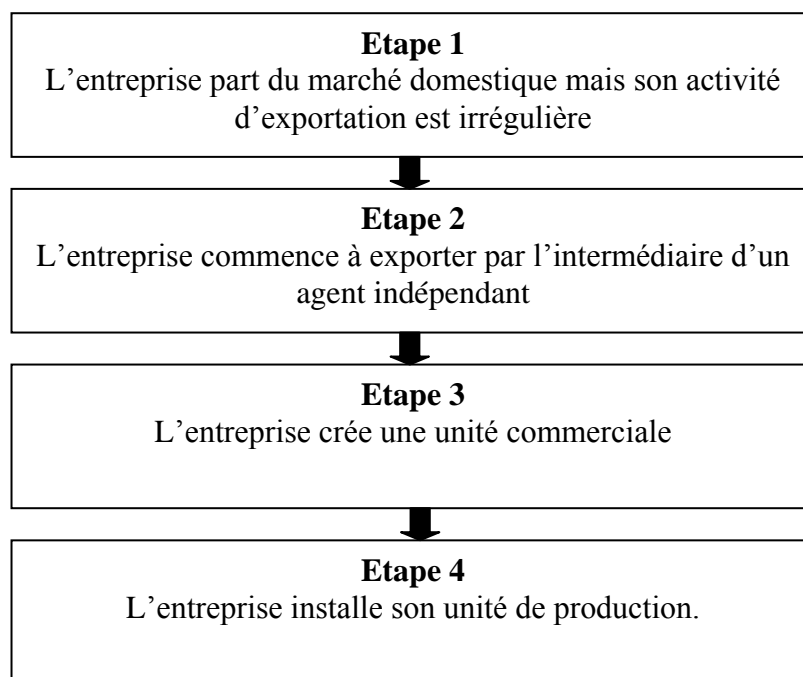 Etape 1
L’entreprise part du marché domestique mais son activité
d’exportation est irrégulière
Etape 2
L’entreprise commence à exporter par l’intermédiaire d’un
agent indépendant
Etape 3
L’entreprise crée une unité commerciale
Etape 4
L’entreprise installe son unité de production.